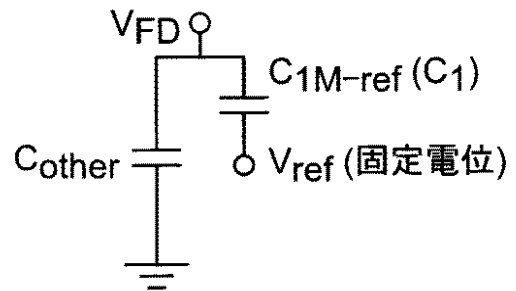 VFD
C1M-ref (C1)
Cother
Vref (固定電位)